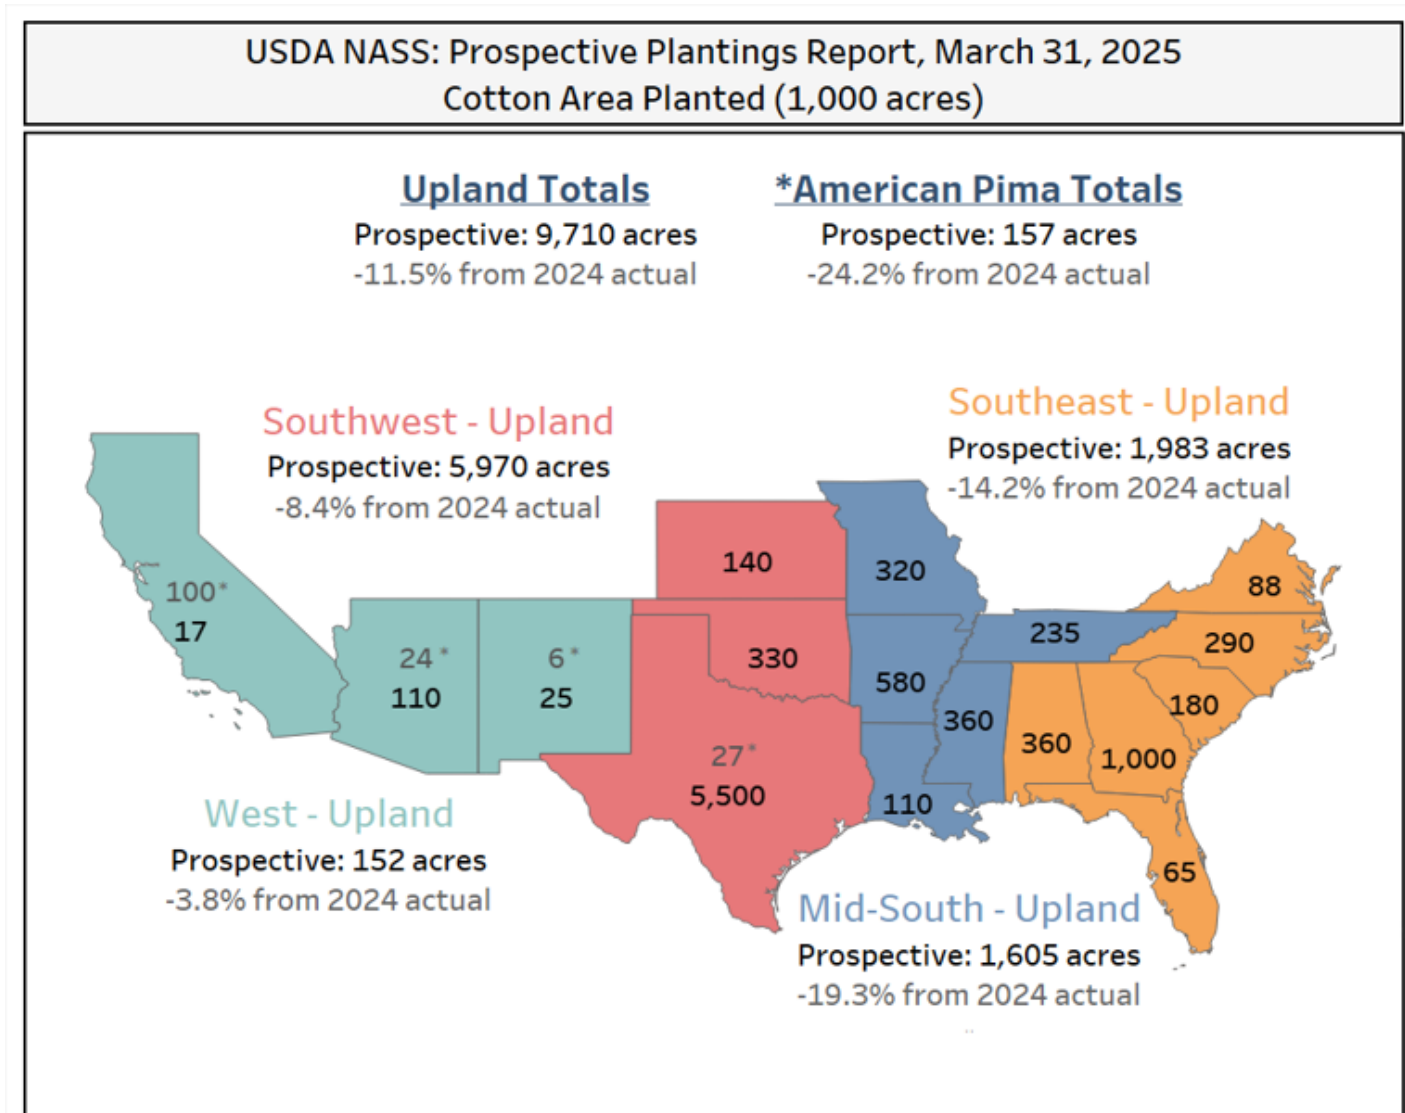 USDA NASS: Prospective Plantings Report, March 31, 2025
Cotton Area Planted (1,000 acres)
Upland Totals
Prospective: 9,710 acres
-11.5% from 2024 actual
*American Pima Totals
Prospective: 157 acres
-24.2% from 2024 actual
Southwest - Upland
Prospective: 5,970 acres
-8.4% from 2024 actual
Southeast - Upland
Prospective: 1,983 acres
-14.2% from 2024 actual
100*
17
24*
110
6*
25
140
330
27*
5,500
320
580
110
360
235
360
1,000
88
290
180
65
West - Upland
Prospective: 152 acres
-3.8% from 2024 actual
Mid-South - Upland
Prospective: 1,605 acres
-19.3% from 2024 actual